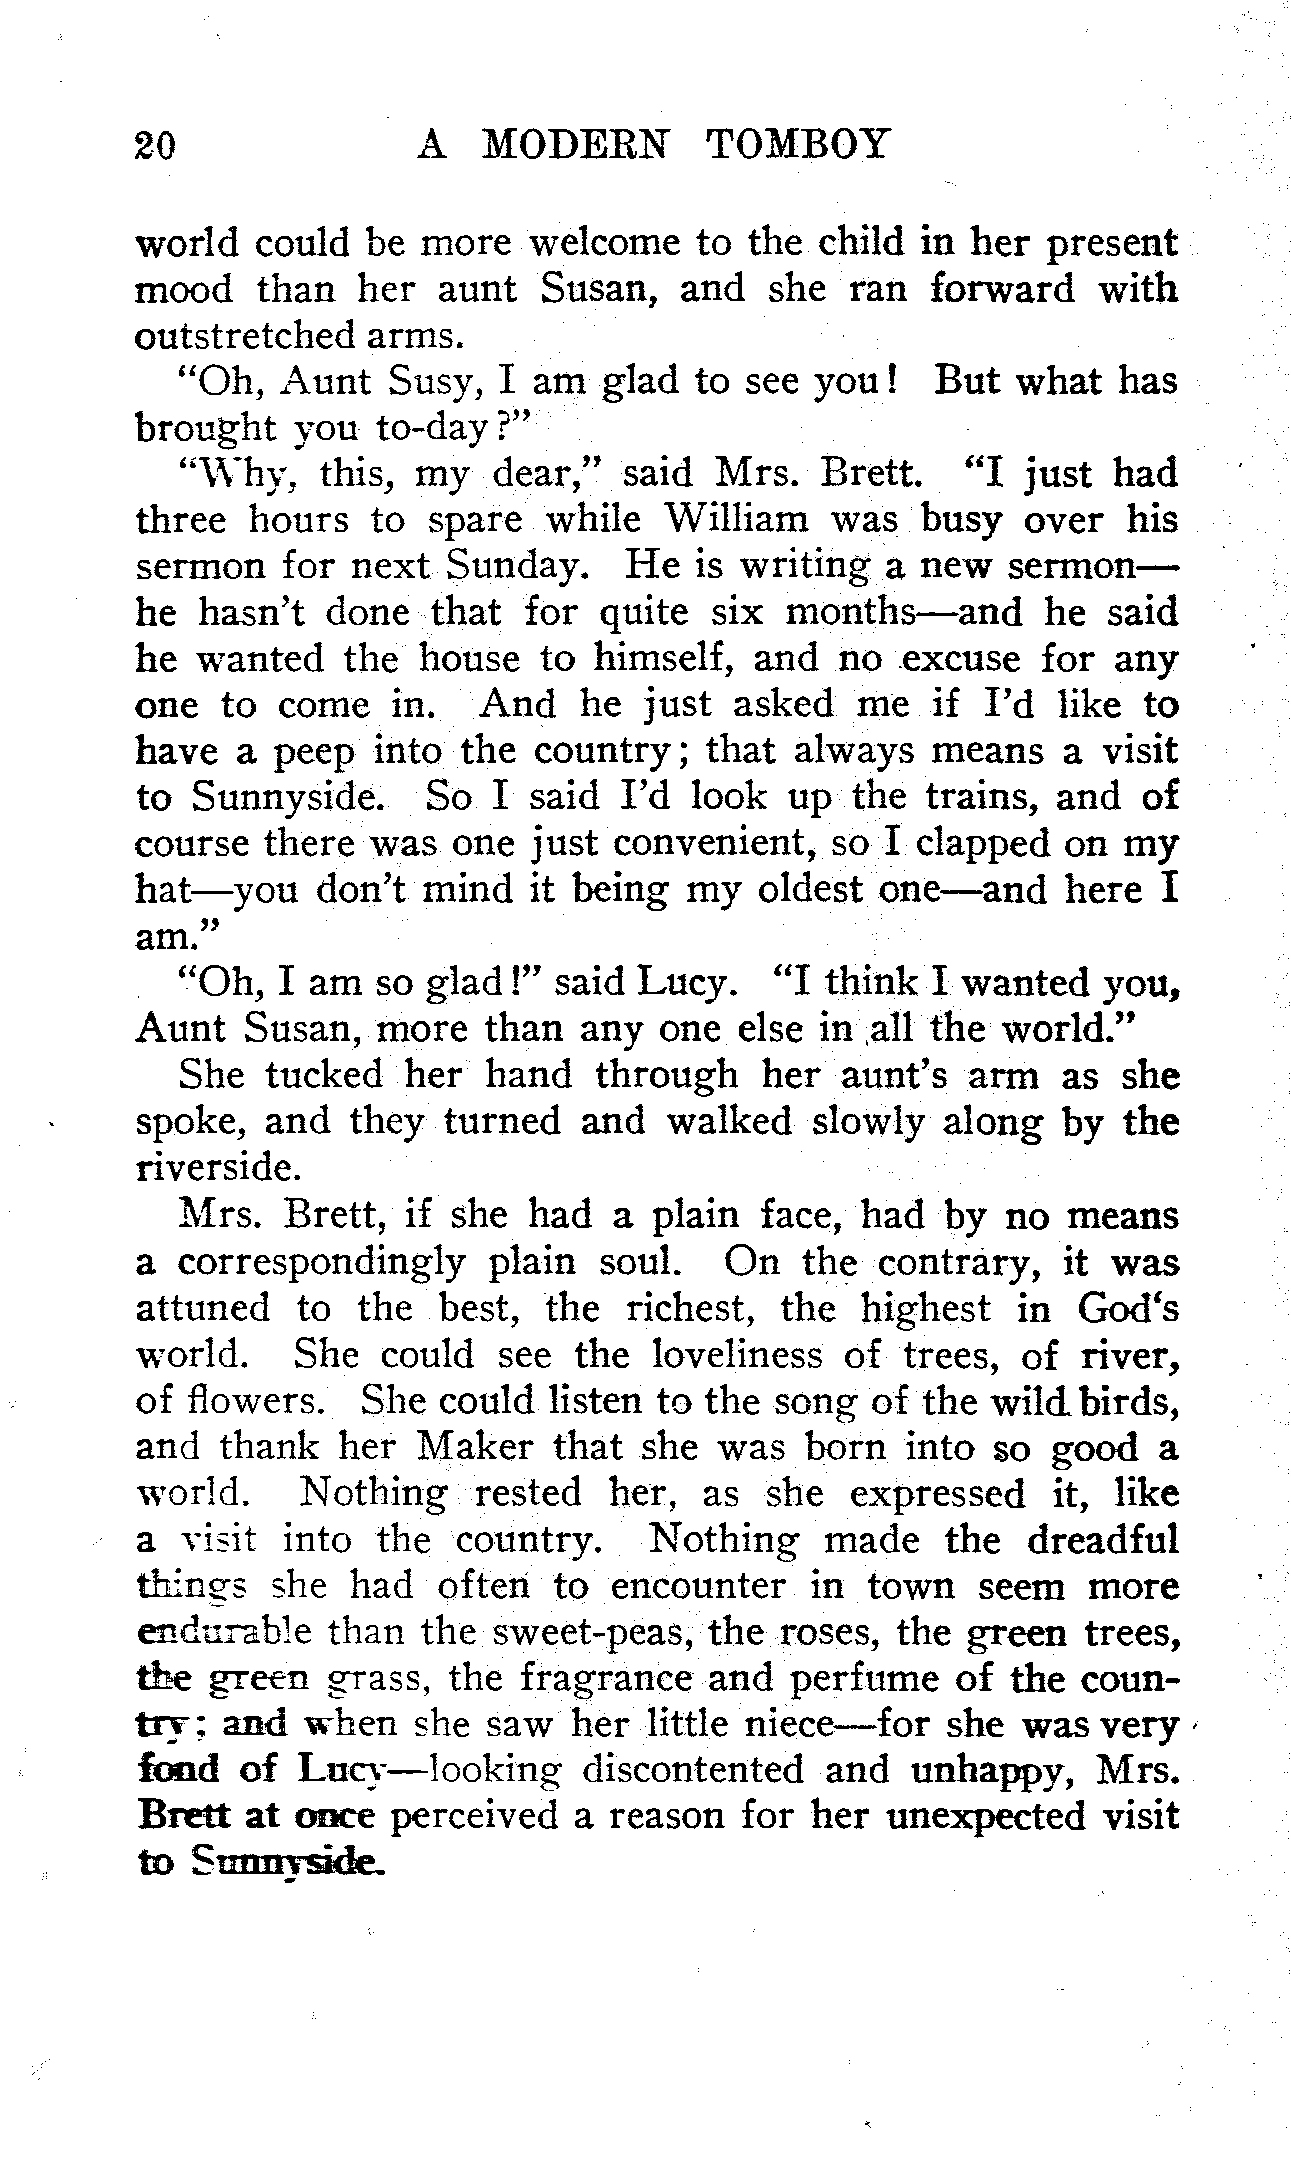 20 A MODERN TOMBOY
world could be more welcome to the child in her present
mood than her aunt Susan, and she ran forward with
outstretched arms.
“Oh, Aunt Susy, I am glad to see you! But what has
brought you to-day?”
“Why, this, my dear,” said Mrs. Brett. “I just had
three hours to spare while William was busy over his
sermon for next Sunday. He is writing a new sermon—
he hasn’t done that for quite six months—and he said
he wanted the house to himself, and no excuse for any
one to come in. And he just asked me if I’d like to
have a peep into the country; that always means a visit
to Sunnyside. So I said I’d look up the trains, and of
course there was one just convenient, so I clapped on my
hat—you don’t mind it being my oldest one—and here I
am.”
“Oh, I am so glad!” said Lucy. “I think I wanted you,
Aunt Susan, more than any one else in all the world.”
She tucked her hand through her aunt’s arm as she
spoke, and they turned and walked slowly along by the
riverside.
Mrs. Brett, if she had a plain face, had by no means
a correspondingly plain soul. On the contrary, it was
attuned to the best, the richest, the highest in God‘s
world. She could see the loveliness of trees, of river,
of flowers. She could listen to the song of the wild birds,
and thank her Maker that she was born into so good a
world. Nothing rested her, as she expressed it, like
a visit into the country. Nothing made the dreadful
things she had often to encounter in town seem more
endurable than the sweet-peas, the roses, the green trees,
the green grass, the fragrance and perfume of the coun-
try; and when she saw her little niece—for she was very
fond of Lucy—looking discontented and unhappy, Mrs.
Brett at once perceived a reason for her unexpected visit
to Sunnyside.